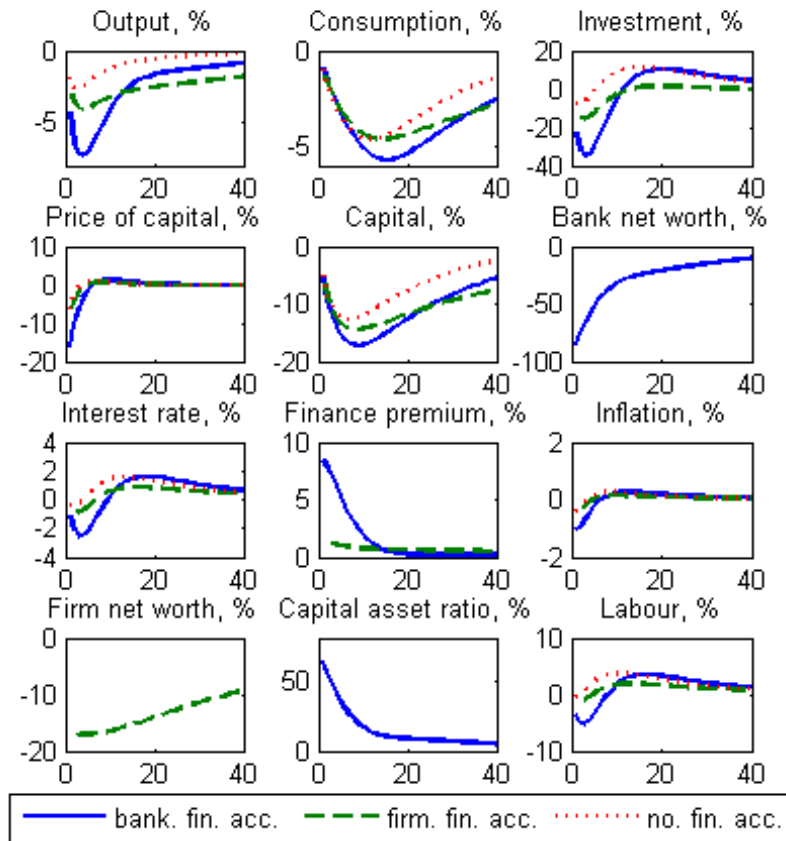 Output, % Consumption, % Investment, %
0 0 20
0
-5 -5 -20
-40
0 20 40 0 20 40 0 20 40
Price of capital, % Capital, % Bank net worth, %
10 0 0
0 -5
-10 -50
-10 -15
-20 -20 -100
0 20 40 0 20 40 0 20 40
Interest rate, % Finance premium, % Inflation, %
4 10 2
2
0 5 0
-2
-4 0 -2
0 20 40 0 20 40 0 20 40
Firm net worth, % Capital asset ratio, % Labour, %
0 10
-10 50 0
-20 0 -10
0 20 40 0 20 40 0 20 40
bank. fin. acc. firm. fin. acc. no. fin. acc.